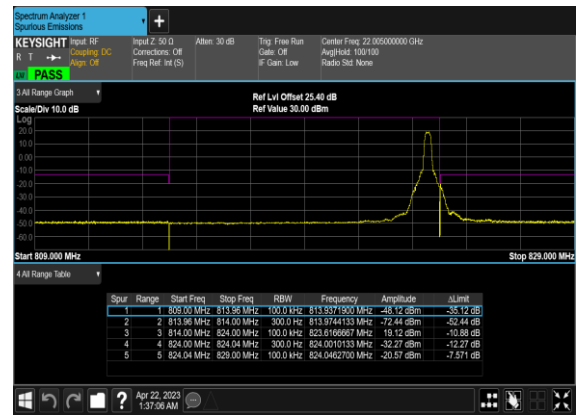 Spectrum Analyzer 1
Spurious Emissions
KEYSIGHT Input: RF Input Z: 50 Ω Atten: 30 dB Trig: Free Run Center Freq: 22.005000000 GHz
R T Coupling: DC Corrections: Off Gate: Off Avg|Hold: 100/100
Align: Off Freq Ref: Int (S) IF Gain: Low Radio Std: None
PASS
3 All Range Graph
Ref Lvl Offset 25.40 dB
Scale/Div 10.0 dB Ref Value 30.00 dBm
Log
20.0
10.0
0.00
-10.0
-20.0
-30.0
-40.0
-50.0
-60.0
Start 809.000 MHz Stop 829.000 MHz
4 All Range Table
Spur Range Start Freq Stop Freq RBW Frequency Amplitude ΔLimit
1 1 809.00 MHz 813.96 MHz 100.0 kHz 813.9371900 MHz -48.12 dBm -35.12 dB
2 2 813.96 MHz 814.00 MHz 300.0 Hz 813.9744133 MHz -72.44 dBm -52.44 dB
3 3 814.00 MHz 824.00 MHz 100.0 kHz 823.6166667 MHz 19.12 dBm -10.88 dB
4 4 824.00 MHz 824.04 MHz 300.0 Hz 824.0010133 MHz -32.27 dBm -12.27 dB
5 5 824.04 MHz 829.00 MHz 100.0 kHz 824.0462700 MHz -20.57 dBm -7.571 dB
Apr 22, 2023
1:37:06 AM